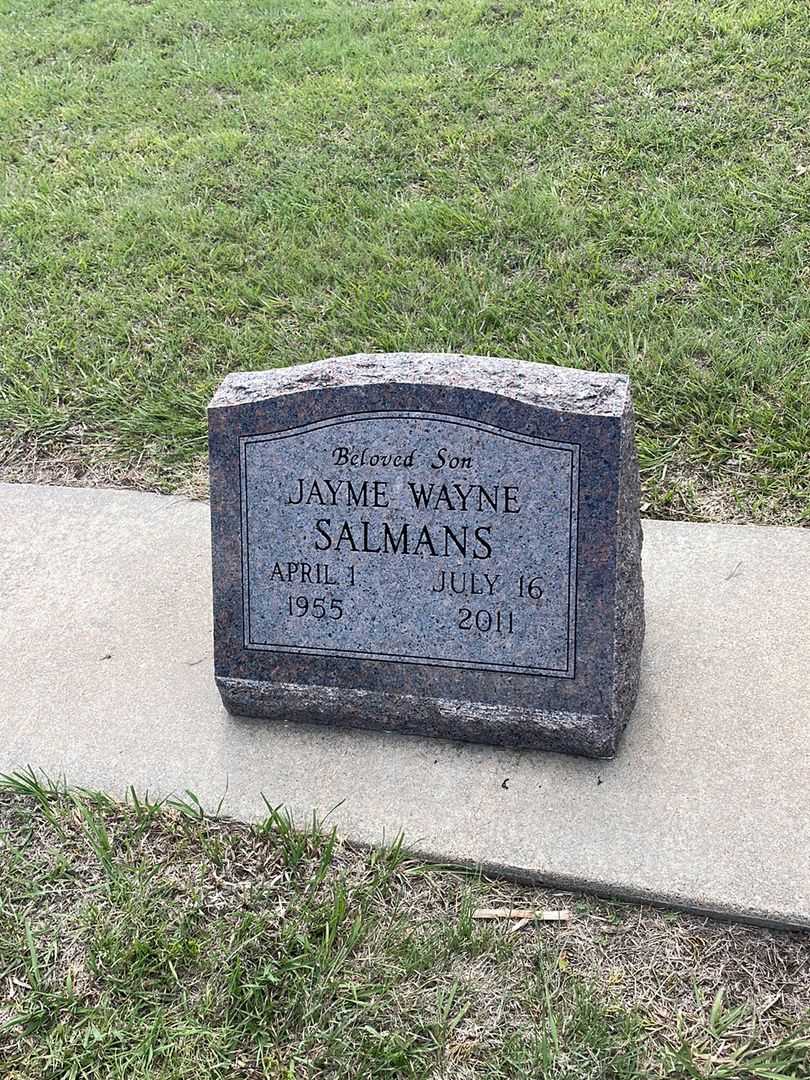 Beloved Son
JAYME WAYNE
SALMANS
APRIL 1 JULY 16
1955 2011